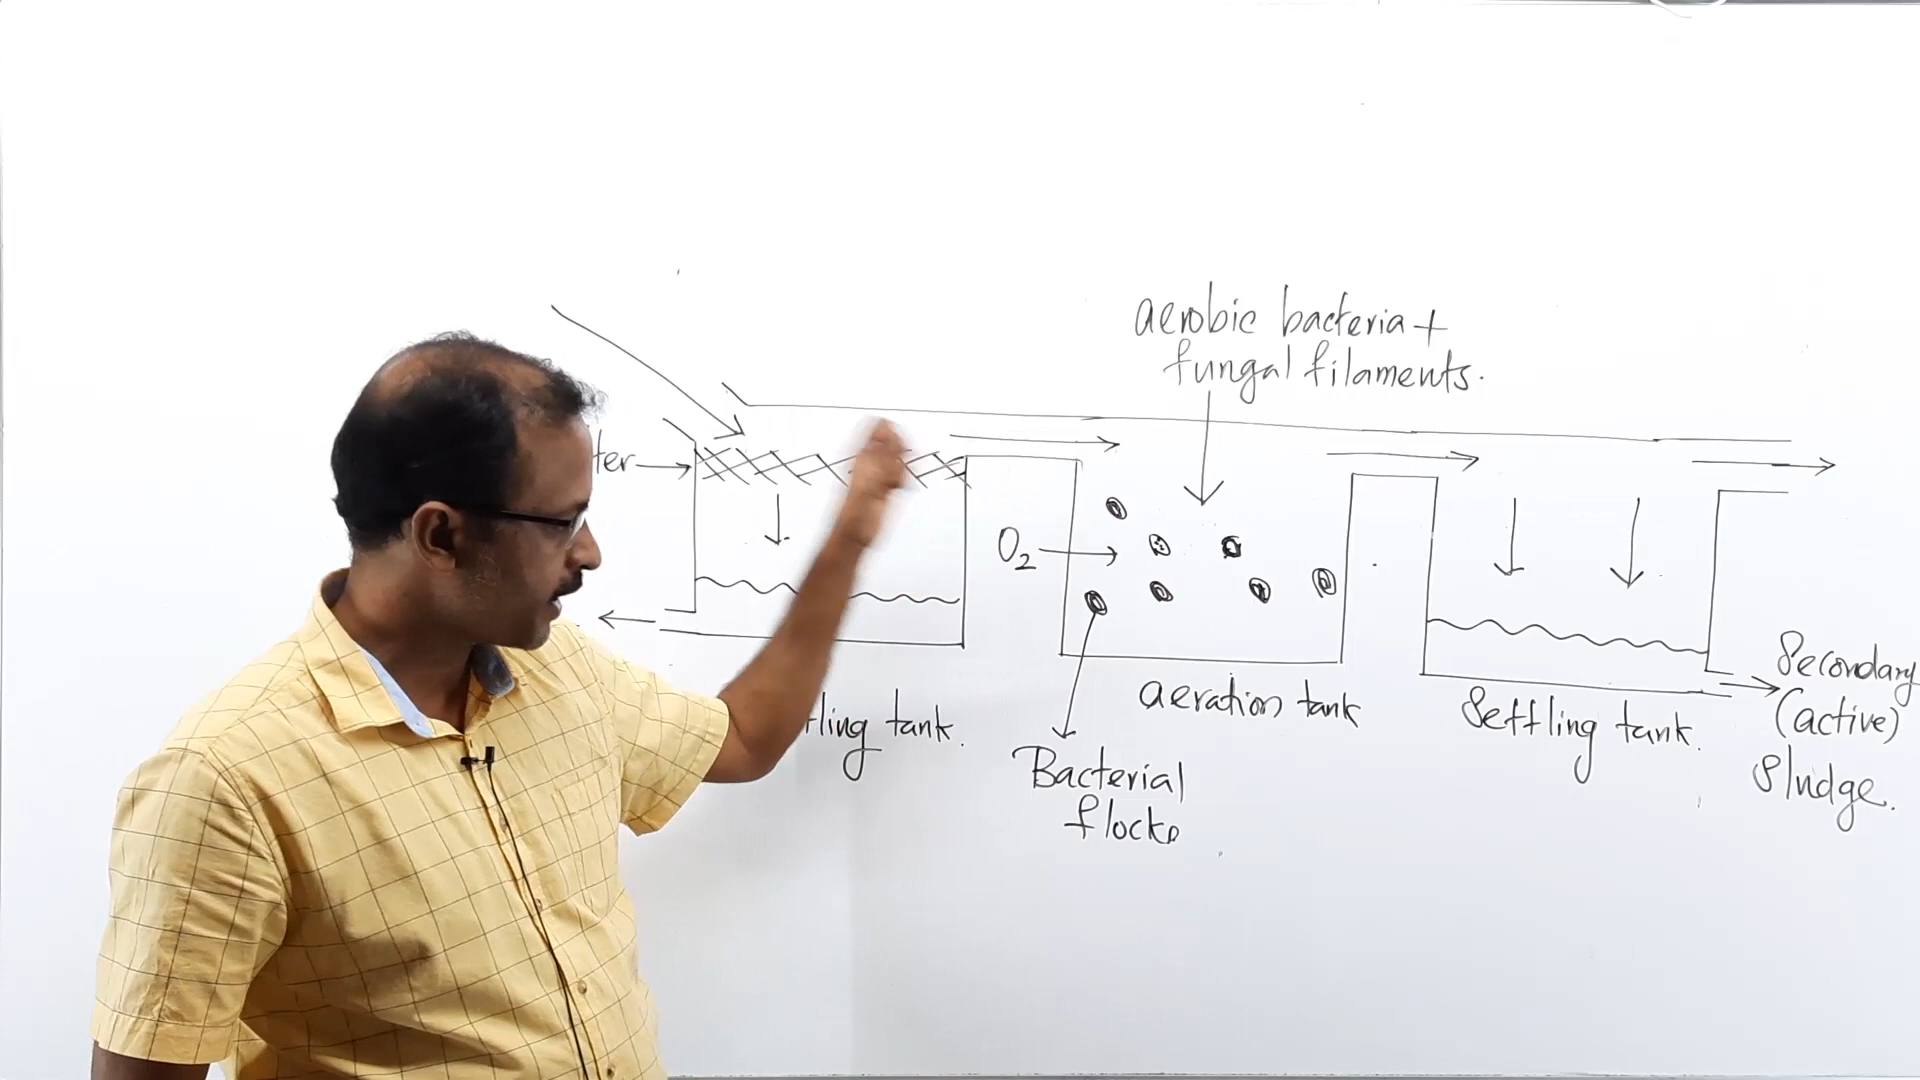 aerobic bacteria +
fungal filaments.
O2
aeration tank
Settling tank.
tank.
Bacterial
flocks
Secondary
(active)
Sludge.